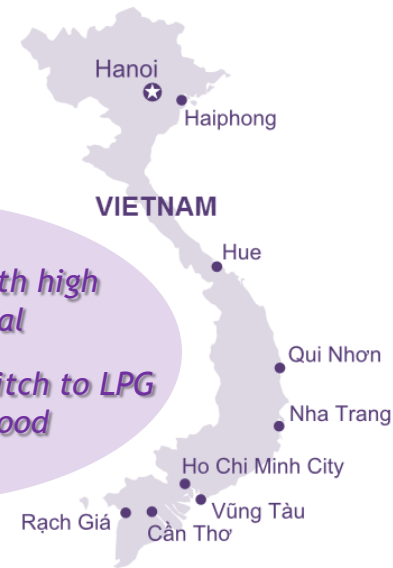 Hanoi
Haiphong
VIETNAM
Hue
th high
al
itch to LPG
ood
Qui Nhơn
Nha Trang
Ho Chi Minh City
Vũng Tàu
Rạch Giá
Cần Thơ